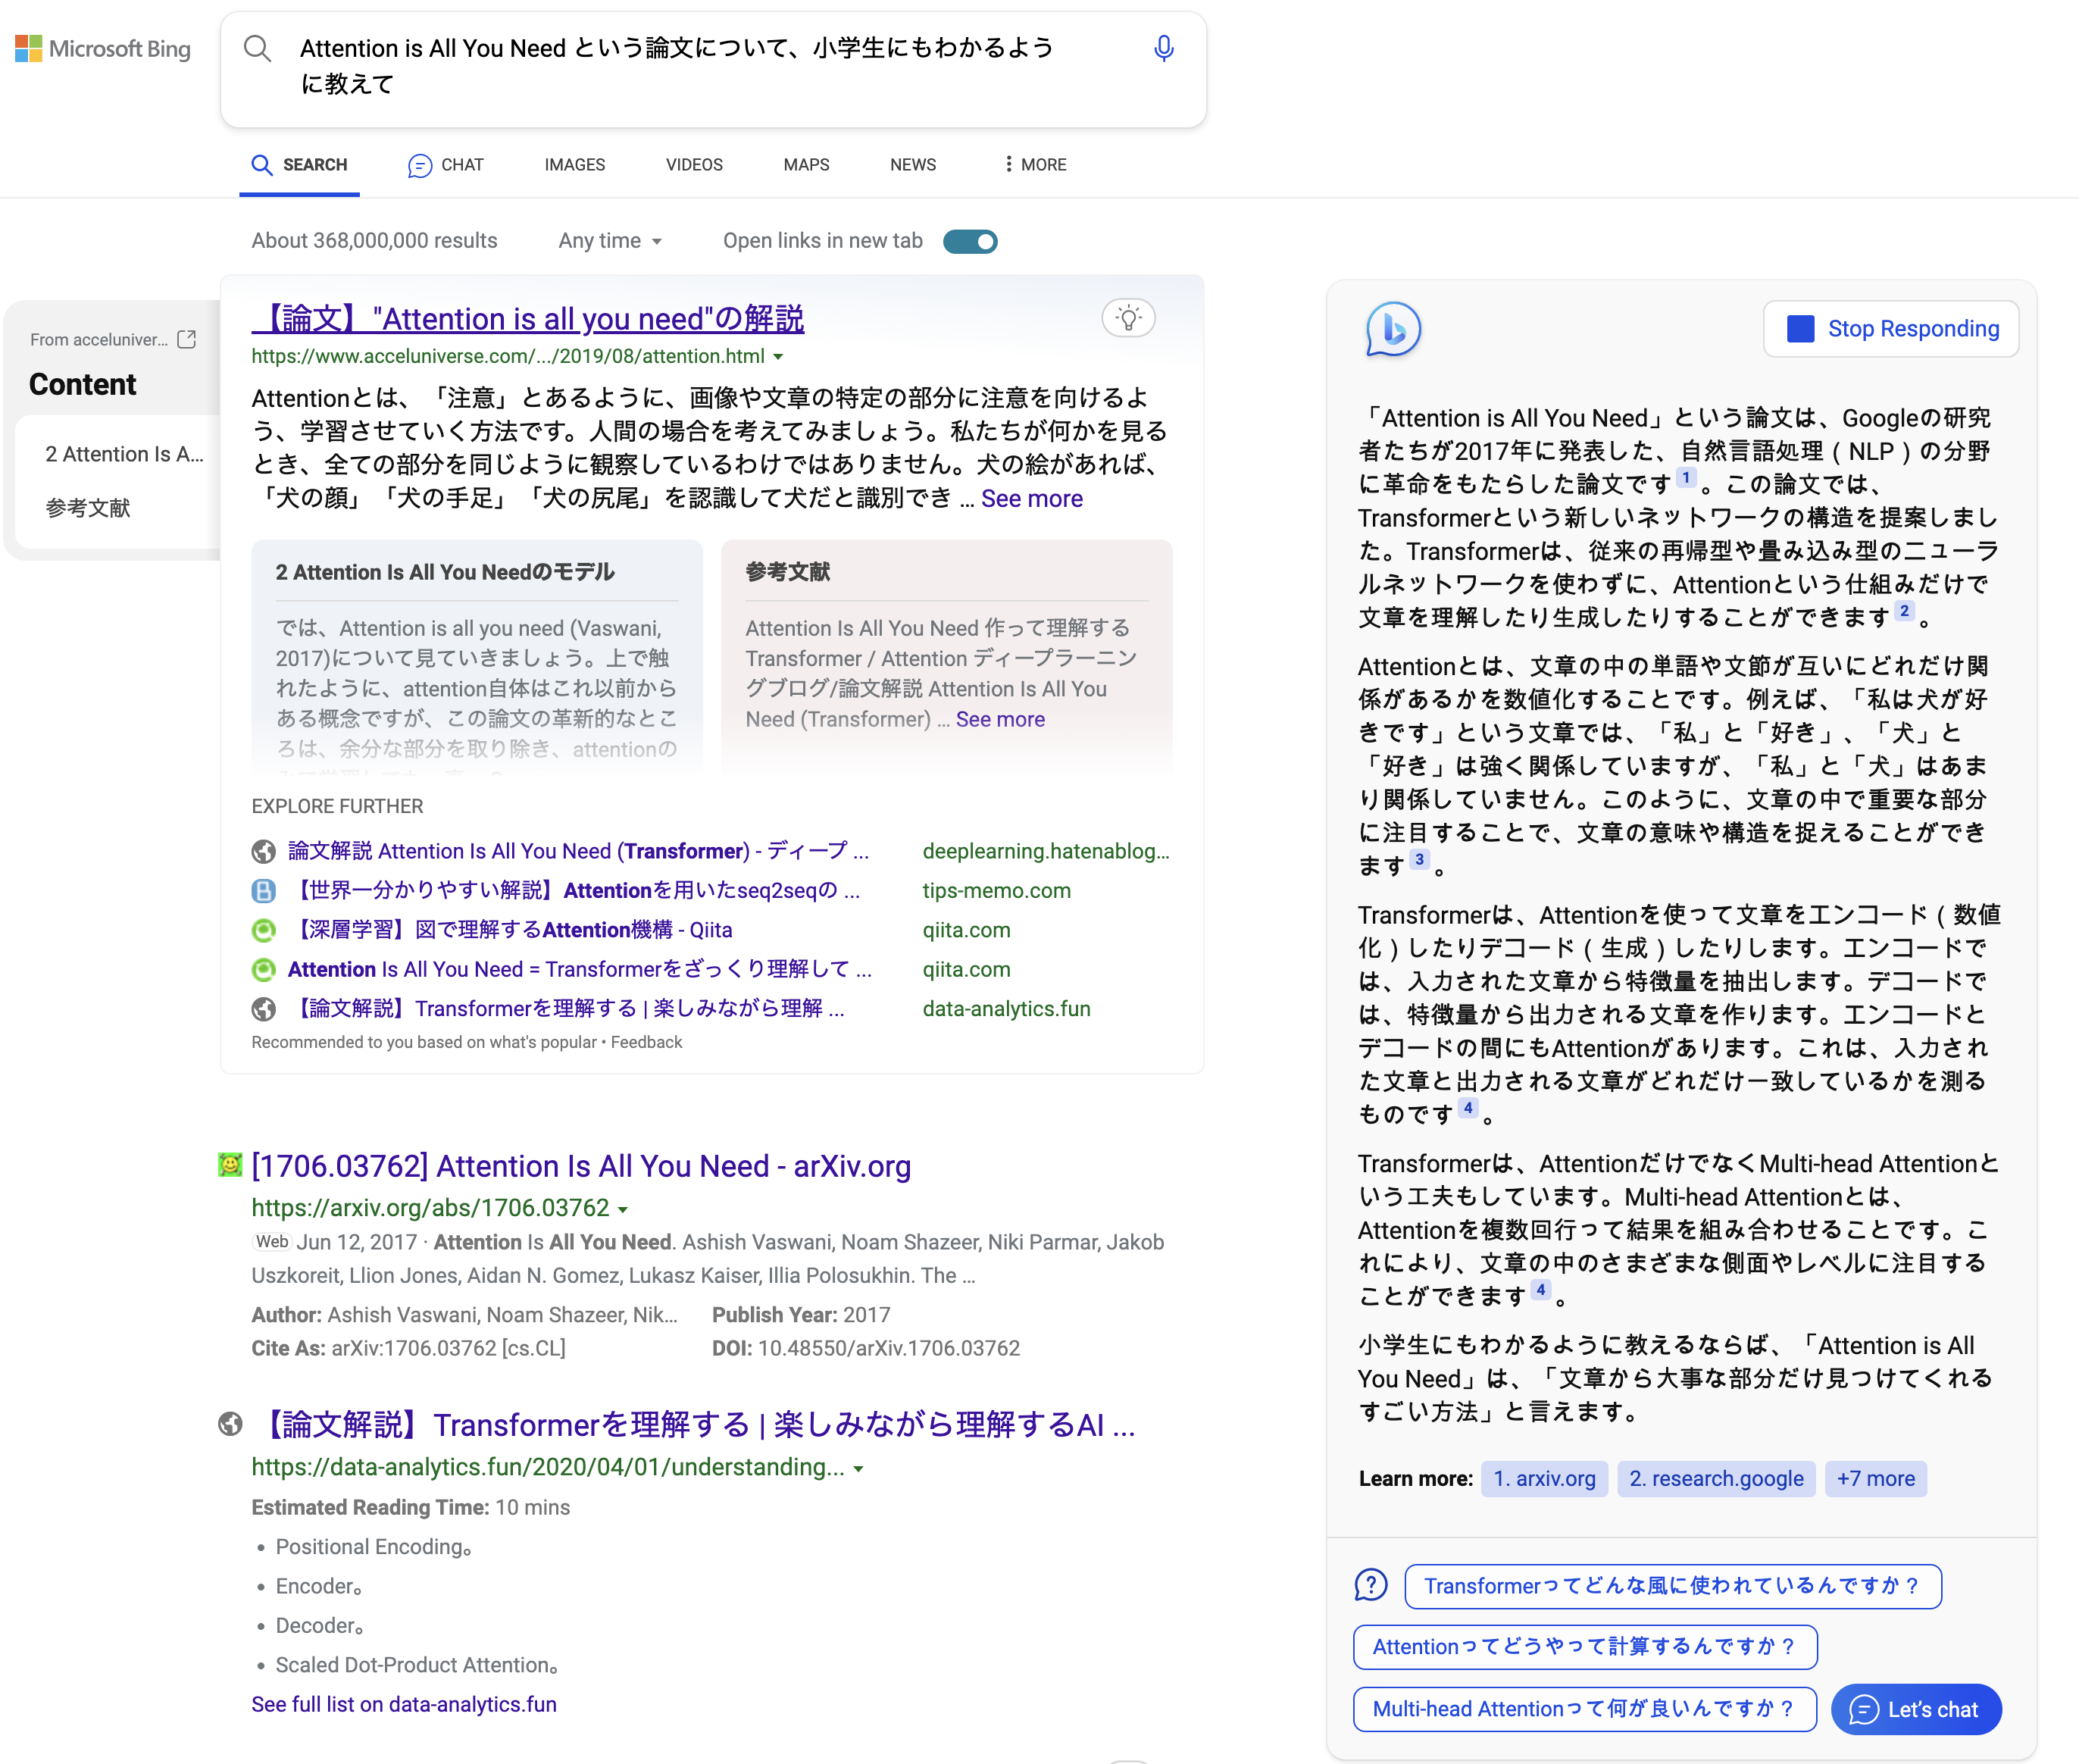 Microsoft Bing
Attention is All You Need という論文について、小学生にもわかるよう
に教えて
SEARCH
CHAT
IMAGES
VIDEOS
MAPS
NEWS
MORE
About 368,000,000 results
Any time
Open links in new tab
From acceluniver...
Content
2 Attention Is A...
参考文献
【論文】"Attention is all you need"の解説
https://www.acceluniverse.com/.../2019/08/attention.html
Attentionとは、「注意」とあるように、画像や文章の特定の部分に注意を向けるよ
う、学習させていく方法です。人間の場合を考えてみましょう。私たちが何かを見る
とき、全ての部分を同じように観察しているわけではありません。犬の絵があれば、
「犬の顔」「犬の手足」「犬の尻尾」を認識して犬だと識別でき ... See more
2 Attention Is All You Needのモデル
では、Attention is all you need (Vaswani,
2017)について見ていきましょう。上で触
れたように、attention自体はこれ以前から
ある概念ですが、この論文の革新的なとこ
ろは、余分な部分を取り除き、attentionの
参考文献
Attention Is All You Need 作って理解する
Transformer / Attention ディープラーニン
グブログ/論文解説 Attention Is All You
Need (Transformer) ... See more
EXPLORE FURTHER
論文解説 Attention Is All You Need (Transformer) - ディープ ... deeplearning.hatenablog...
【世界一分かりやすい解説】Attentionを用いたseq2seqの ... tips-memo.com
【深層学習】図で理解するAttention機構 - Qiita qiita.com
Attention Is All You Need = Transformerをざっくり理解して ... qiita.com
【論文解説】Transformerを理解する | 楽しみながら理解 ... data-analytics.fun
Recommended to you based on what's popular • Feedback
[1706.03762] Attention Is All You Need - arXiv.org
https://arxiv.org/abs/1706.03762
Web Jun 12, 2017 · Attention Is All You Need. Ashish Vaswani, Noam Shazeer, Niki Parmar, Jakob
Uszkoreit, Llion Jones, Aidan N. Gomez, Lukasz Kaiser, Illia Polosukhin. The ...
Author: Ashish Vaswani, Noam Shazeer, Nik... Publish Year: 2017
Cite As: arXiv:1706.03762 [cs.CL] DOI: 10.48550/arXiv.1706.03762
【論文解説】Transformerを理解する | 楽しみながら理解するAI ...
https://data-analytics.fun/2020/04/01/understanding...
Estimated Reading Time: 10 mins
• Positional Encoding。
• Encoder。
• Decoder。
• Scaled Dot-Product Attention。
See full list on data-analytics.fun
Stop Responding
「Attention is All You Need」という論文は、Googleの研究
者たちが2017年に発表した、自然言語処理（NLP）の分野
に革命をもたらした論文です 1 。この論文では、
Transformerという新しいネットワークの構造を提案しまし
た。Transformerは、従来の再帰型や畳み込み型のニューラ
ルネットワークを使わずに、Attentionという仕組みだけで
文章を理解したり生成したりすることができます 2 。
Attentionとは、文章の中の単語や文節が互いにどれだけ関
係があるかを数値化することです。例えば、「私は犬が好
きです」という文章では、「私」と「好き」、「犬」と
「好き」は強く関係していますが、「私」と「犬」はあま
り関係していません。このように、文章の中で重要な部分
に注目することで、文章の意味や構造を捉えることができ
ます 3 。
Transformerは、Attentionを使って文章をエンコード（数値
化）したりデコード（生成）したりします。エンコードで
は、入力された文章から特徴量を抽出します。デコードで
は、特徴量から出力される文章を作ります。エンコードと
デコードの間にもAttentionがあります。これは、入力され
た文章と出力される文章がどれだけ一致しているかを測る
ものです 4 。
Transformerは、AttentionだけでなくMulti-head Attentionと
いう工夫もしています。Multi-head Attentionとは、
Attentionを複数回行って結果を組み合わせることです。こ
れにより、文章の中のさまざまな側面やレベルに注目する
ことができます 4 。
小学生にもわかるように教えるならば、「Attention is All
You Need」は、「文章から大事な部分だけ見つけてくれる
すごい方法」と言えます。
Learn more: 1. arxiv.org 2. research.google +7 more
Transformerってどんな風に使われているんですか？
Attentionってどうやって計算するんですか？
Multi-head Attentionって何が良いんですか？
Let's chat